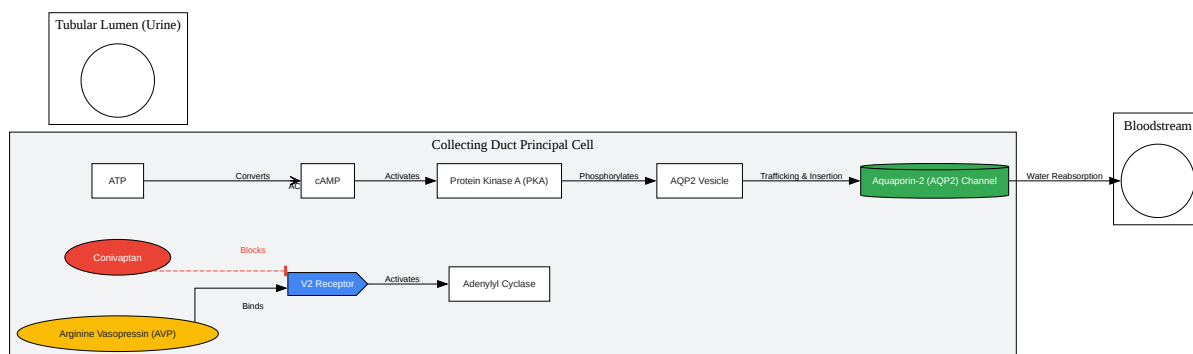 Tubular Lumen (Urine)
Bloodstream
Collecting Duct Principal Cell
ATP
Converts
AC
cAMP
Activates
Protein Kinase A (PKA)
Phosphorylates
AQP2 Vesicle
Trafficking & Insertion
Aquaporin-2 (AQP2) Channel
Water Reabsorption
Conivaptan
Blocks
V2 Receptor
Activates
Adenylyl Cyclase
Binds
Arginine Vasopressin (AVP)